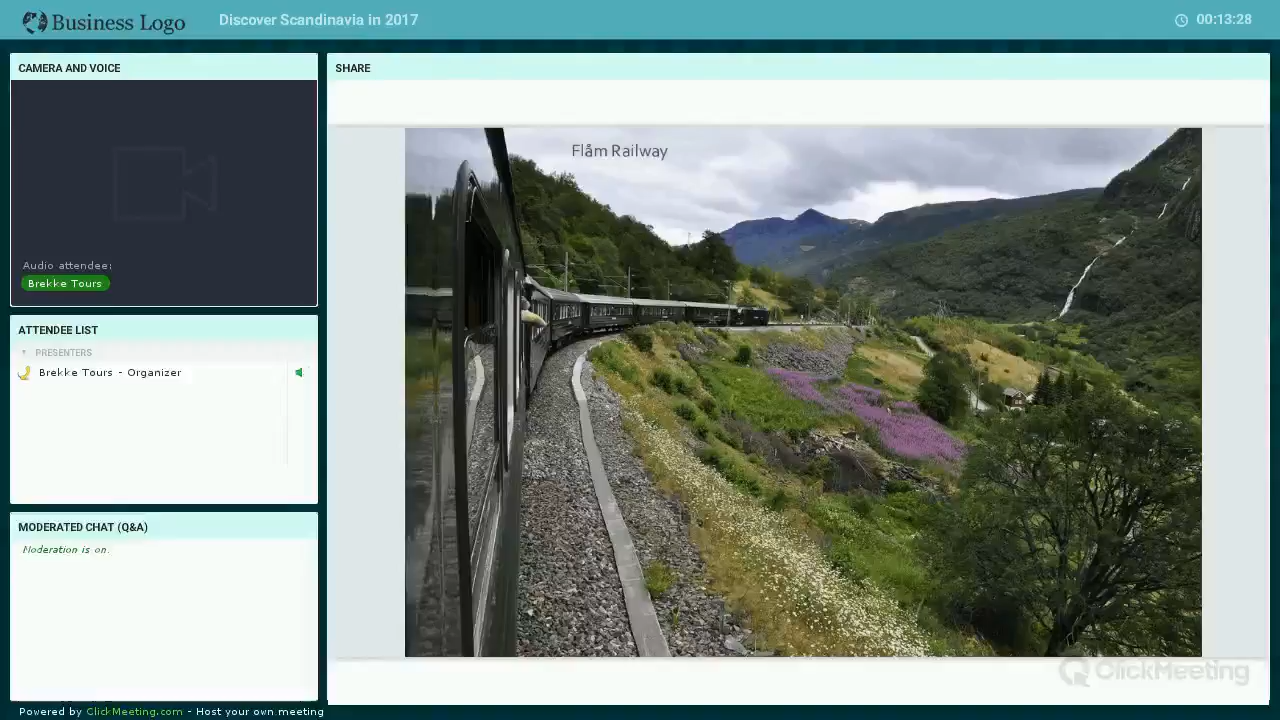 Business Logo
Discover Scandinavia in 2017
00:13:28
CAMERA AND VOICE
Audio attendee:
Brekke Tours
ATTENDEE LIST
PRESENTERS
Brekke Tours - Organizer
MODERATED CHAT (Q&A)
Moderation is on.
SHARE
Flåm Railway
ClickMeeting
Powered by ClickMeeting.com - Host your own meeting